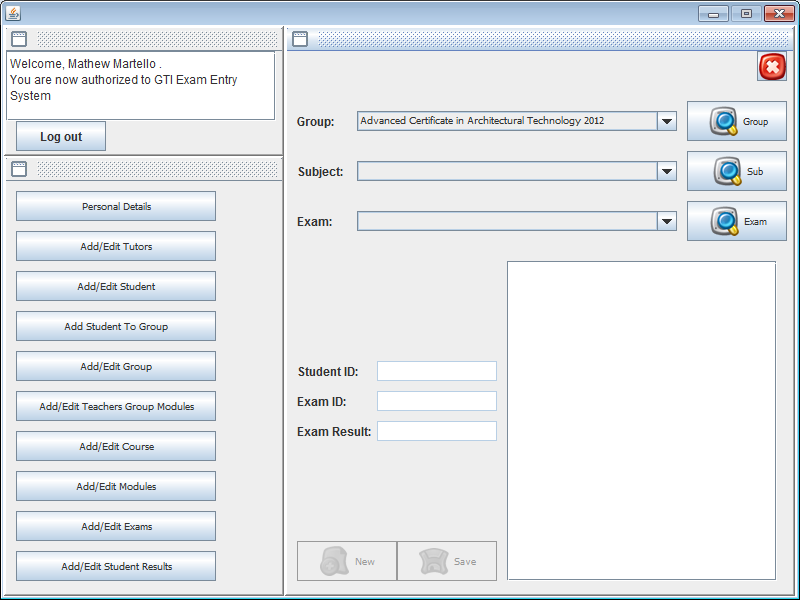 Welcome, Mathew Martello .
You are now authorized to GTI Exam Entry
System
Log out
Personal Details
Add/Edit Tutors
Add/Edit Student
Add Student To Group
Add/Edit Group
Add/Edit Teachers Group Modules
Add/Edit Course
Add/Edit Modules
Add/Edit Exams
Add/Edit Student Results
Group: Advanced Certificate in Architectural Technology 2012 Group
Subject: Sub
Exam: Exam
Student ID:
Exam ID:
Exam Result:
New Save